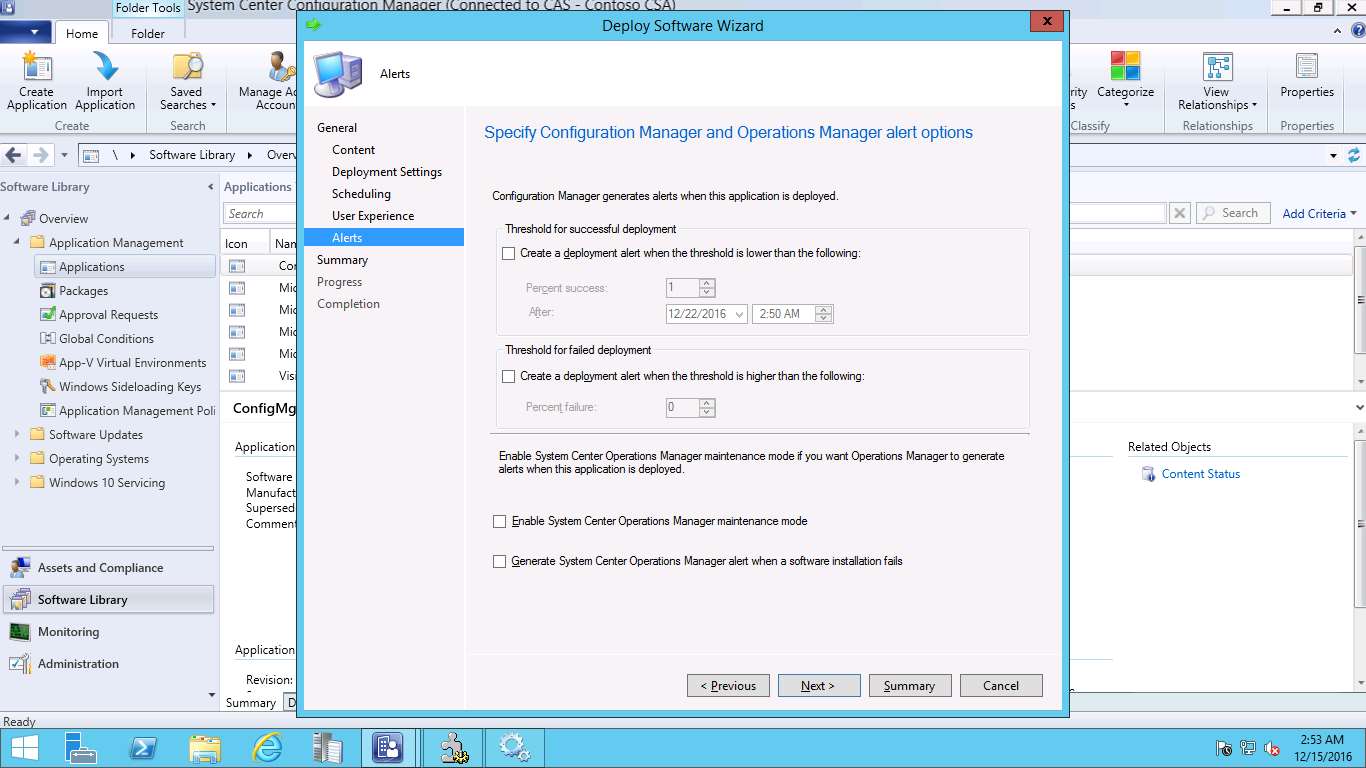 Folder Tools
System Center Configuration Manager (Connected to CAS - Contoso CSA)
Home
Folder
Create Application
Import Application
Saved Searches
Manage
Create
Search
Categorize
View Relationships
Properties
Classify
Relationships
Properties
\ Software Library
Software Library
Applications
Search
Search
Add Criteria
Overview
Application Management
Applications
Packages
Approval Requests
Global Conditions
App-V Virtual Environments
Windows Sideloading Keys
Application Management Poli
Software Updates
Operating Systems
Windows 10 Servicing
Assets and Compliance
Software Library
Monitoring
Administration
Icon
Co
Mic
Mic
Mic
Mic
Visi
ConfigMg
Application
Software
Manufact
Supersed
Comment
Application
Revision:
Summary
D
Related Objects
Content Status
Deploy Software Wizard
x
Alerts
General
Content
Deployment Settings
Scheduling
User Experience
Alerts
Summary
Progress
Completion
Specify Configuration Manager and Operations Manager alert options
Configuration Manager generates alerts when this application is deployed.
Threshold for successful deployment
Create a deployment alert when the threshold is lower than the following:
Percent success:
1
After:
12/22/2016
2:50 AM
Threshold for failed deployment
Create a deployment alert when the threshold is higher than the following:
Percent failure:
0
Enable System Center Operations Manager maintenance mode if you want Operations Manager to generate
alerts when this application is deployed.
Enable System Center Operations Manager maintenance mode
Generate System Center Operations Manager alert when a software installation fails
< Previous
Next >
Summary
Cancel
Ready
2:53 AM
12/15/2016